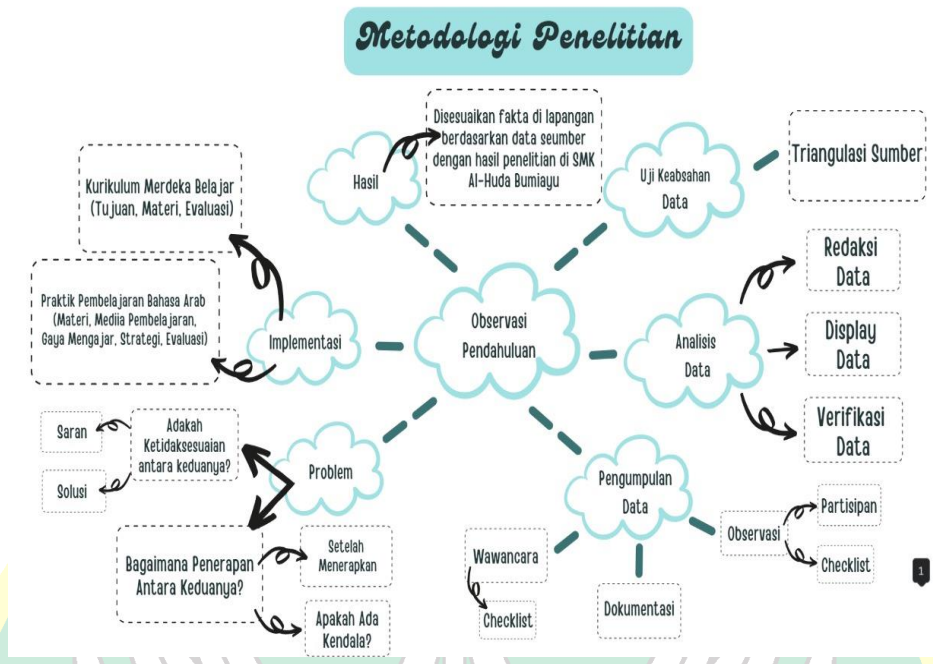 Metodologi Penelitian
Disesuaikan fakta di lapangan
berdasarkan data seumber
dengan hasil penelitian di SMK
Al-Huda Bumiayu
Hasil
Uji Keabsahan
Data
Triangulasi Sumber
Kurikulum Merdeka Belajar
(Tujuan, Materi, Evaluasi)
Praktik Pembelajaran Bahasa Arab
(Materi, Mediia Pembelajaran,
Gaya Mengajar, Strategi, Evaluasi)
Implementasi
Observasi
Pendahuluan
Analisis
Data
Redaksi
Data
Display
Data
Verifikasi
Data
Saran
Solusi
Adakah
Ketidaksesuaian
antara keduanya?
Problem
Bagaimana Penerapan
Antara Keduanya?
Setelah
Menerapkan
Apakah Ada
Kendala?
Pengumpulan
Data
Wawancara
Checklist
Dokumentasi
Observasi
Partisipan
Checklist
1